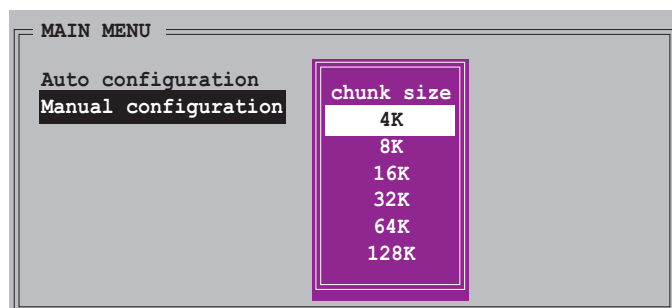 MAIN MENU
Auto configuration
Manual configuration
chunk size
4K
8K
16K
32K
64K
128K